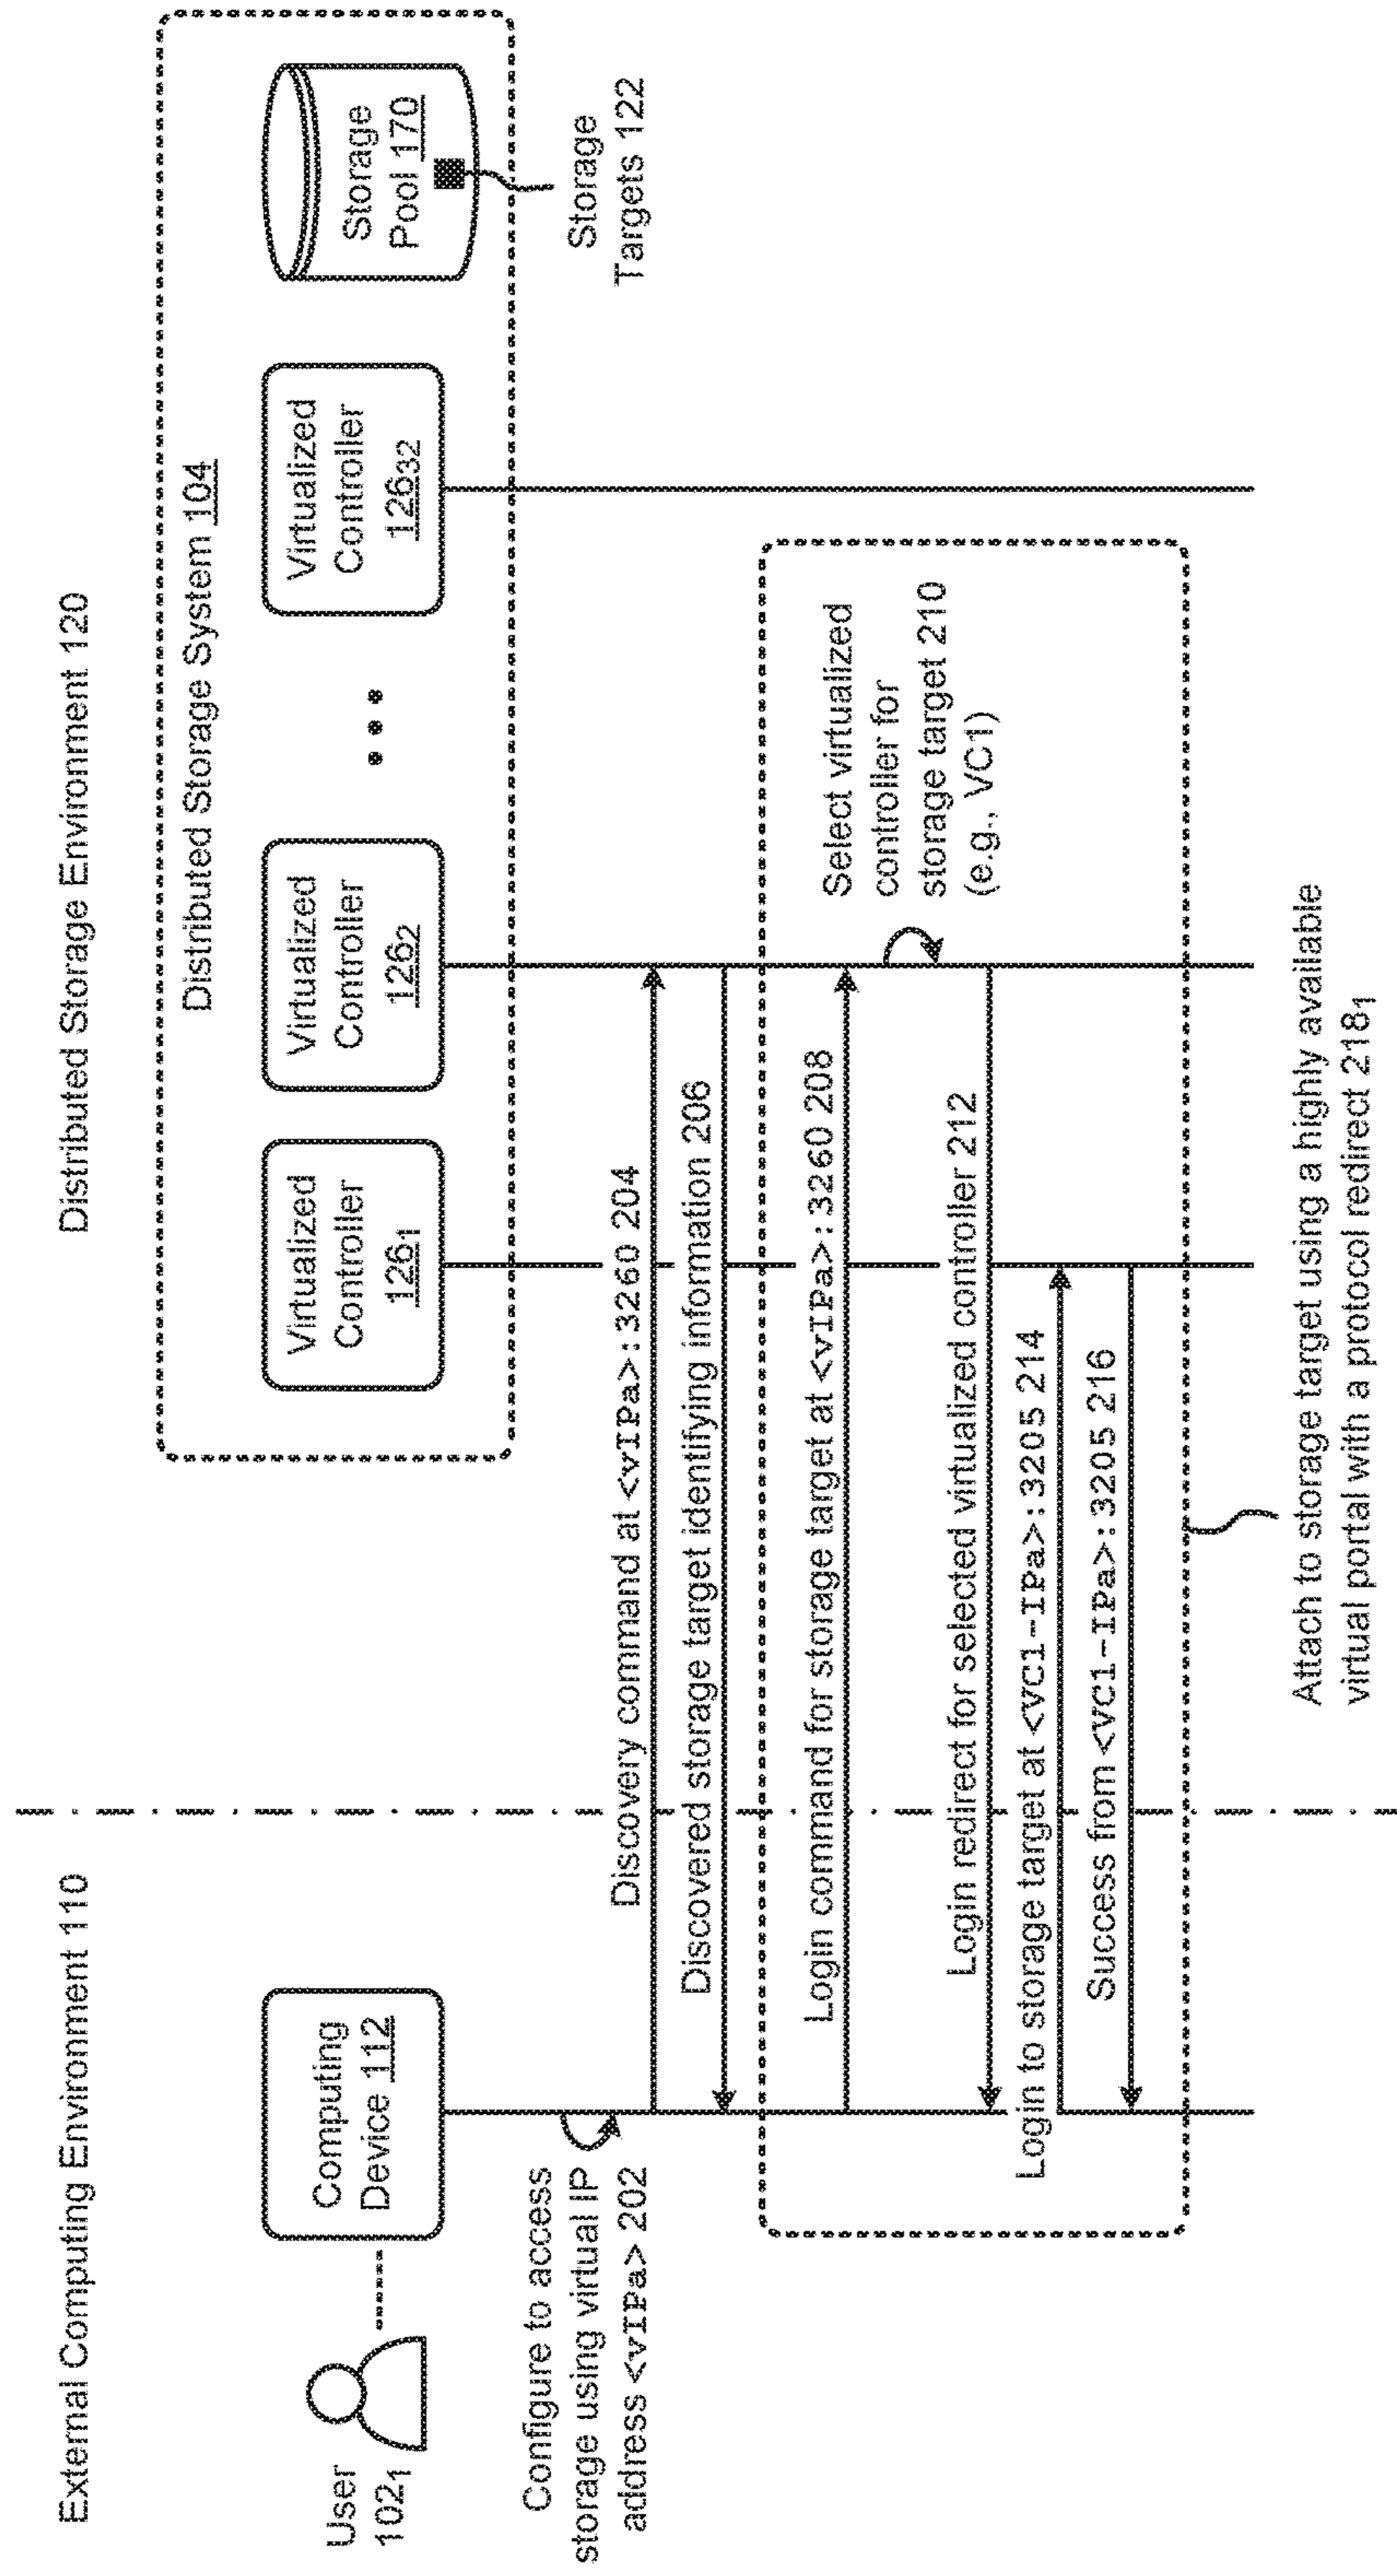 External Computing Environment 110
Distributed Storage Environment 120
Distributed Storage System 104
User
102₁
Computing
Device 112
Virtualized
Controller
126₁
Virtualized
Controller
126₂
Virtualized
Controller
126₃₂
Storage
Pool 170
Storage
Targets 122
Configure to access
storage using virtual IP
address <vIPa> 202
Discovery command at <vIPa>:3260 204
Discovered storage target identifying information 206
Login command for storage target at <vIPa>:3260 208
Select virtualized
controller for
storage target 210
(e.g., VC1)
Login redirect for selected virtualized controller 212
Login to storage target at <VC1-IPa>:3205 214
Success from <VC1-IPa>:3205 216
Attach to storage target using a highly available
virtual portal with a protocol redirect 218₁